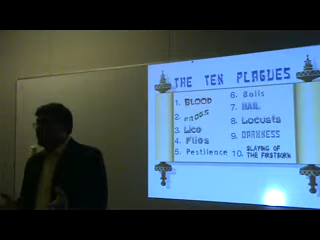 THE TEN PLAGUES
1. BLOOD
2. FROGS
3. Lice
4. Flies
5. Pestilence
6. Boils
7. HAIL
8. Locusts
9. DARKNESS
10. SLAYING OF
THE FIRSTBORN